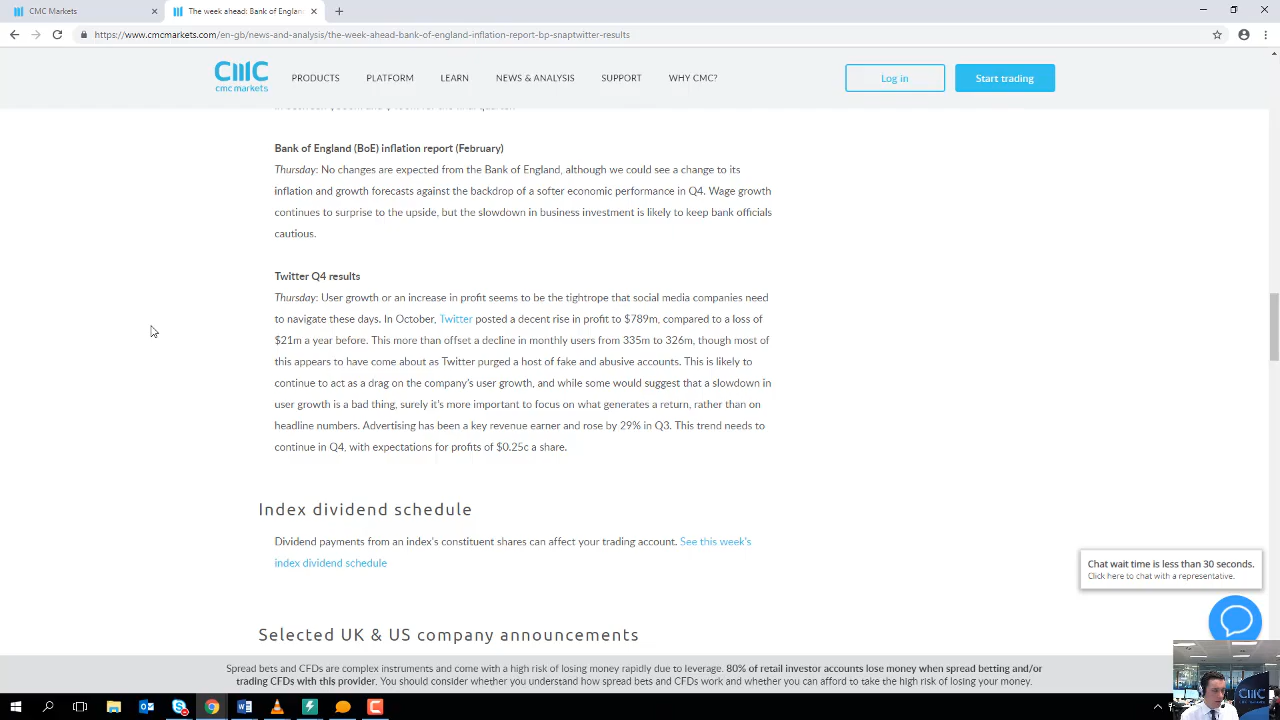 CMC Markets
The week ahead: Bank of Englan
https://www.cmcmarkets.com/en-gb/news-and-analysis/the-week-ahead-bank-of-england-inflation-report-bp-snaptwitter-results
cmc markets
PRODUCTS
PLATFORM
LEARN
NEWS & ANALYSIS
SUPPORT
WHY CMC?
Log in
Start trading
Bank of England (BoE) inflation report (February)
Thursday: No changes are expected from the Bank of England, although we could see a change to its
inflation and growth forecasts against the backdrop of a softer economic performance in Q4. Wage growth
continues to surprise to the upside, but the slowdown in business investment is likely to keep bank officials
cautious.
Twitter Q4 results
Thursday: User growth or an increase in profit seems to be the tightrope that social media companies need
to navigate these days. In October, Twitter posted a decent rise in profit to $789m, compared to a loss of
$21m a year before. This more than offset a decline in monthly users from 335m to 326m, though most of
this appears to have come about as Twitter purged a host of fake and abusive accounts. This is likely to
continue to act as a drag on the company's user growth, and while some would suggest that a slowdown in
user growth is a bad thing, surely it's more important to focus on what generates a return, rather than on
headline numbers. Advertising has been a key revenue earner and rose by 29% in Q3. This trend needs to
continue in Q4, with expectations for profits of $0.25c a share.
Index dividend schedule
Dividend payments from an index's constituent shares can affect your trading account. See this week's
index dividend schedule
Chat wait time is less than 30 seconds.
Click here to chat with a representative.
Selected UK & US company announcements
Spread bets and CFDs are complex instruments and come with a high risk of losing money rapidly due to leverage. 80% of retail investor accounts lose money when spread betting and/or
trading CFDs with this provider. You should consider whether you understand how spread bets and CFDs work and whether you can afford to take the high risk of losing your money.